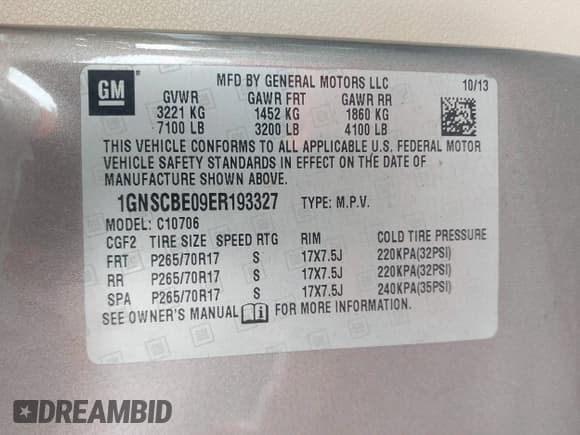 GM
MFD BY GENERAL MOTORS LLC 10/13
GVWR GAWR FRT GAWR RR
3221 KG 1452 KG 1860 KG
7100 LB 3200 LB 4100 LB
THIS VEHICLE CONFORMS TO ALL APPLICABLE U.S. FEDERAL MOTOR
VEHICLE SAFETY STANDARDS IN EFFECT ON THE DATE OF
MANUFACTURE SHOWN ABOVE.
1GNSCBE09ER193327 TYPE: M.P.V.
MODEL: C10706
CGF2 TIRE SIZE SPEED RTG RIM COLD TIRE PRESSURE
FRT P265/70R17 S 17X7.5J 220KPA(32PSI)
RR P265/70R17 S 17X7.5J 220KPA(32PSI)
SPA P265/70R17 S 17X7.5J 240KPA(35PSI)
SEE OWNER'S MANUAL FOR MORE INFORMATION.
DREAMBID